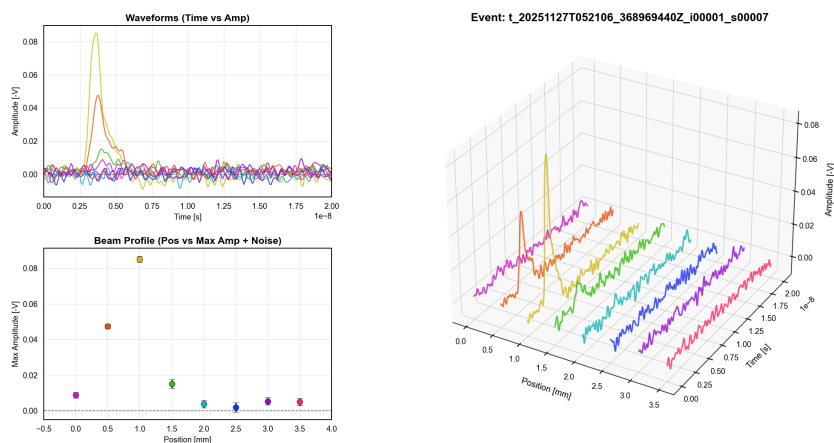 Waveforms (Time vs Amp)
Amplitude [-V]
0.08
0.06
0.04
0.02
0.00
0.00 0.25 0.50 0.75 1.00 1.25 1.50 1.75 2.00
Time [s]
1e−8
Beam Profile (Pos vs Max Amp + Noise)
Max Amplitude [-V]
0.08
0.06
0.04
0.02
0.00
−0.5 0.0 0.5 1.0 1.5 2.0 2.5 3.0 3.5 4.0
Position [mm]
Event: t_20251127T052106_368969440Z_i00001_s00007
0.08
0.06
0.04
0.02
0.00
Amplitude [-V]
0.0 0.5 1.0 1.5 2.0 2.5 3.0 3.5
Position [mm]
0.00 0.25 0.50 0.75 1.00 1.25 1.50 1.75 2.00
Time [s]
1e−8